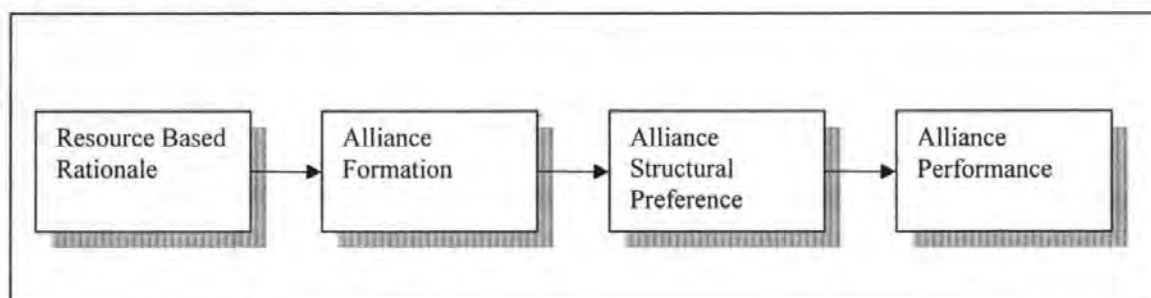 Resource Based
Rationale
Alliance
Formation
Alliance
Structural
Preference
Alliance
Performance